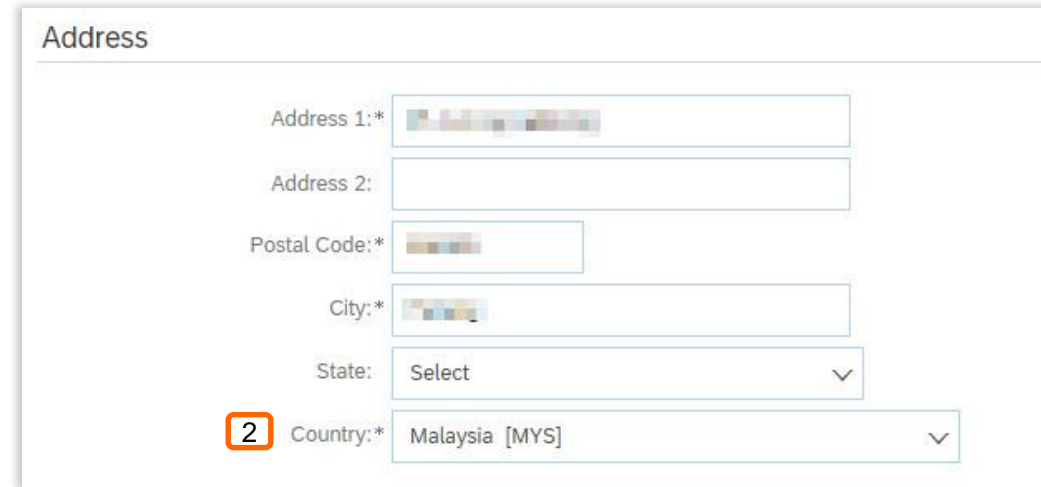 Address
Address 1:*
Address 2:
Postal Code:*
City:*
State: Select
2 Country:* Malaysia [MYS]